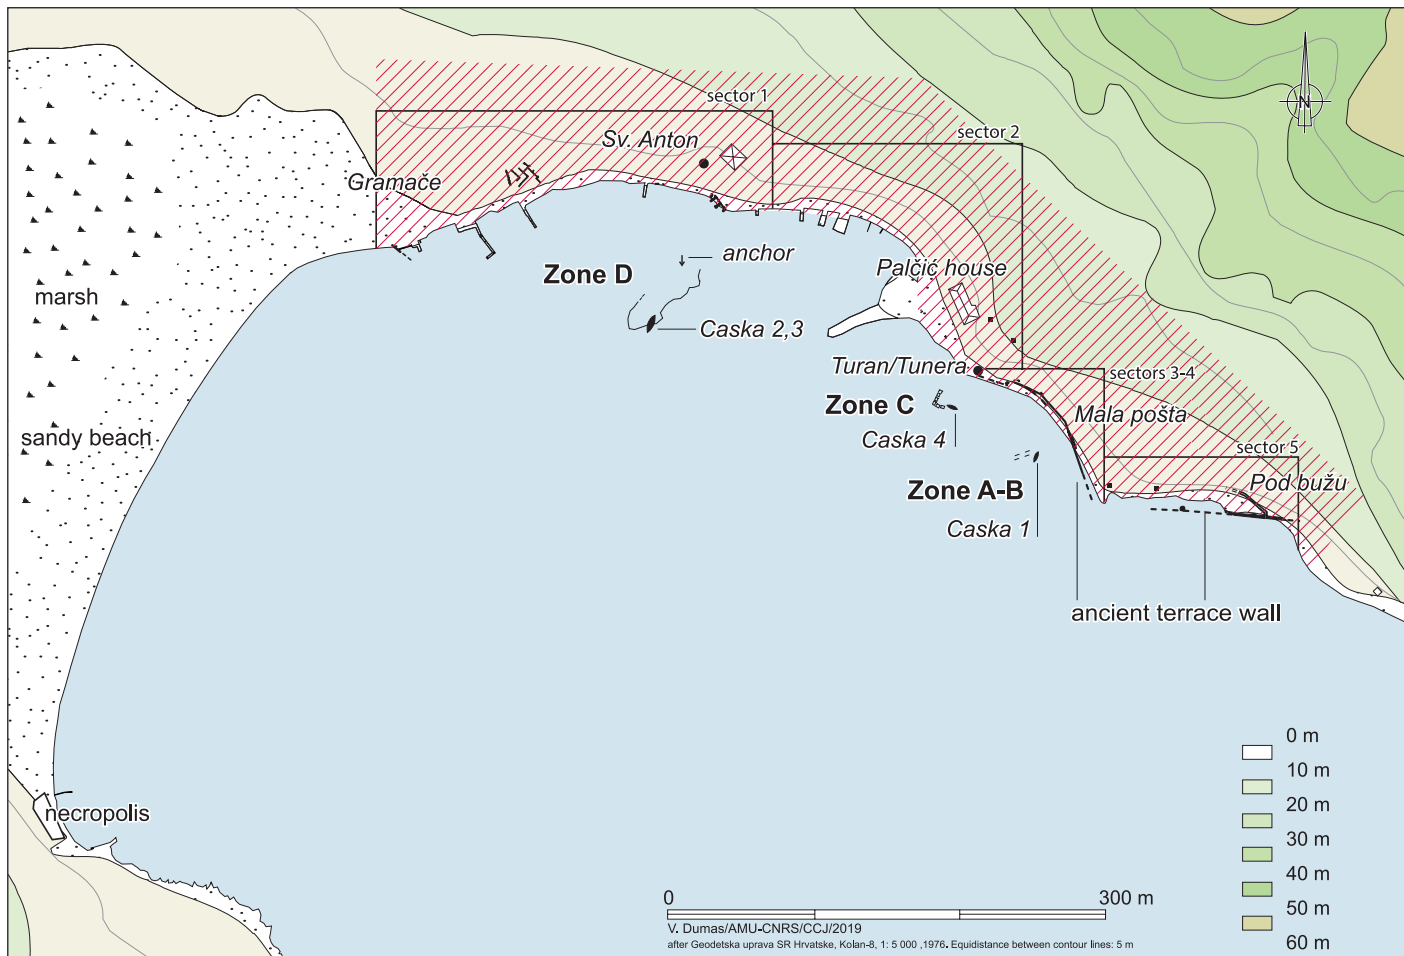 sector 1
N
sector 2
Sv. Anton
Gramače
anchor
Zone D
Palčić house
marsh
Caska 2,3
Turan/Tunera
sectors 3-4
Zone C
Mala pošta
sandy beach
Caska 4
sector 5
Pod bužu
Zone A-B
Caska 1
ancient terrace wall
0 m
10 m
20 m
necropolis
30 m
40 m
0
300 m
50 m
V. Dumas/AMU-CNRS/CCJ/2019
60 m
after Geodetska uprava SR Hrvatske, Kolan-8, 1: 5 000 ,1976. Equidistance between contour lines: 5 m